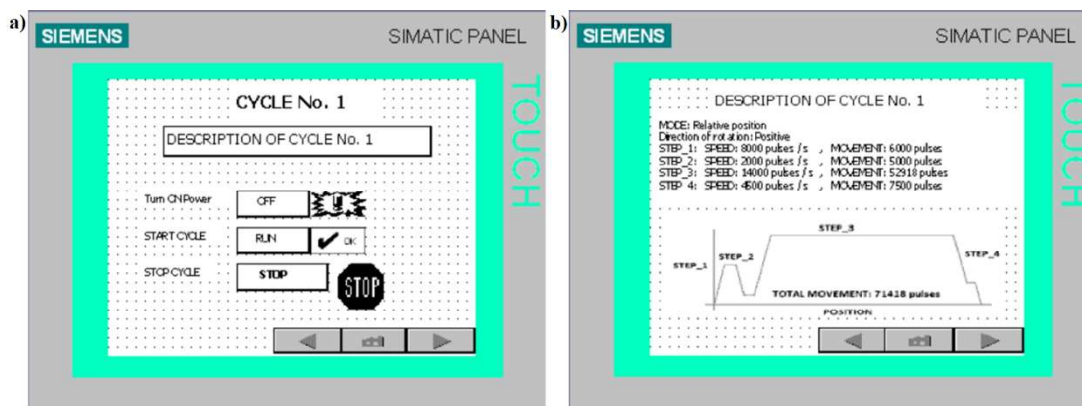 a)
SIEMENS
SIMATIC PANEL
TOUCH
CYCLE No. 1
DESCRIPTION OF CYCLE No. 1
Turn CN Power
OFF
START CYCLE
RUN
OK
STOP CYCLE
STOP
STOP
b)
SIEMENS
SIMATIC PANEL
TOUCH
DESCRIPTION OF CYCLE No. 1
MODE: Relative position
Direction of rotation: Positive
STEP_1: SPEED: 8000 pulses / s , MOVEMENT: 6000 pulses
STEP_2: SPEED: 2000 pulses / s , MOVEMENT: 5000 pulses
STEP_3: SPEED: 14000 pulses / s , MOVEMENT: 52918 pulses
STEP_4: SPEED: 4500 pulses / s , MOVEMENT: 7500 pulses
STEP_3
STEP_2
STEP_4
STEP_1
TOTAL MOVEMENT: 71418 pulses
POSITION